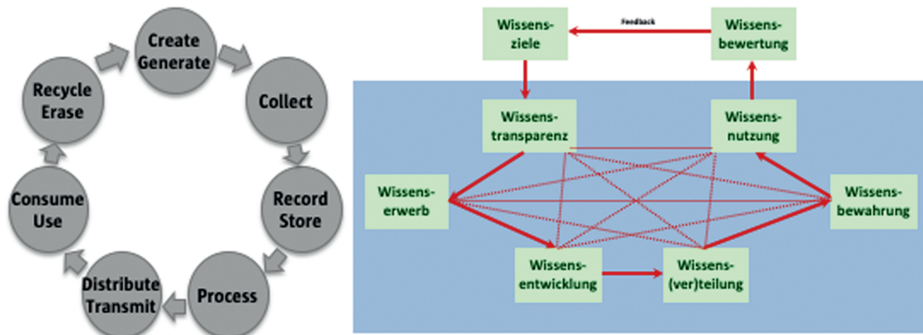 Create
Generate
Collect
Record
Store
Process
Distribute
Transmit
Consume
Use
Recycle
Erase
Wissens-
ziele
Feedback
Wissens-
bewertung
Wissens-
transparenz
Wissens-
nutzung
Wissens-
erwerb
Wissens-
bewahrung
Wissens-
entwicklung
Wissens-
(ver)teilung